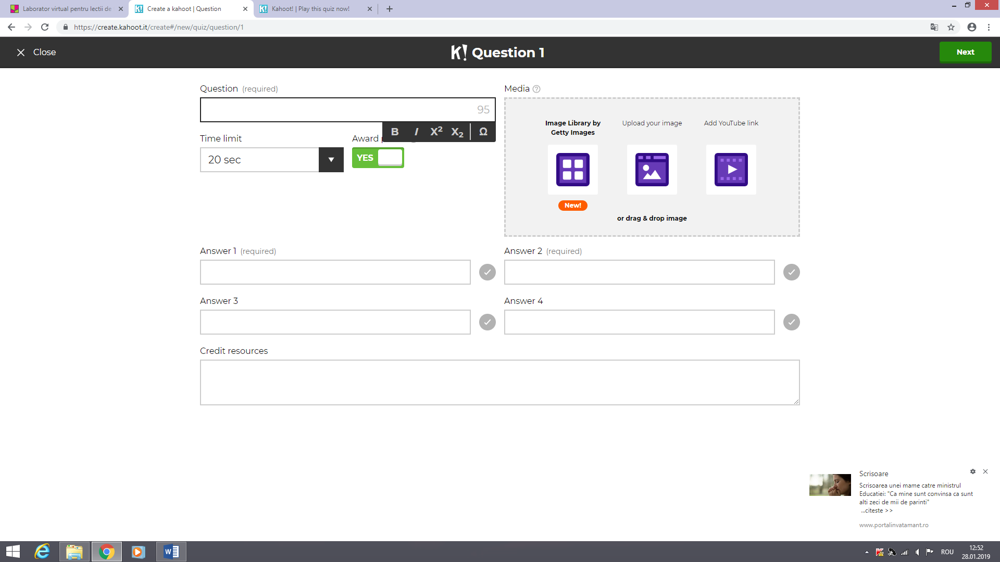 Laborator virtual pentru lectii de
Create a kahoot | Question
Kahoot! | Play this quiz now!
https://create.kahoot.it/create#/new/quiz/question/1
Close
K! Question 1
Next
Question (required)
95
B I X² X₂ Ω
Time limit
Award
20 sec
YES
Media ?
Image Library by
Getty Images
Upload your image
Add YouTube link
New!
or drag & drop image
Answer 1 (required)
Answer 2 (required)
Answer 3
Answer 4
Credit resources
Scrisoare
Scrisoarea unei mame catre ministrul
Educatiei: "Ca mine sunt convinsa ca sunt
alti zeci de mii de parinti"
...citeste >>
www.portalinvatamant.ro
ROU
12:52
28.01.2019